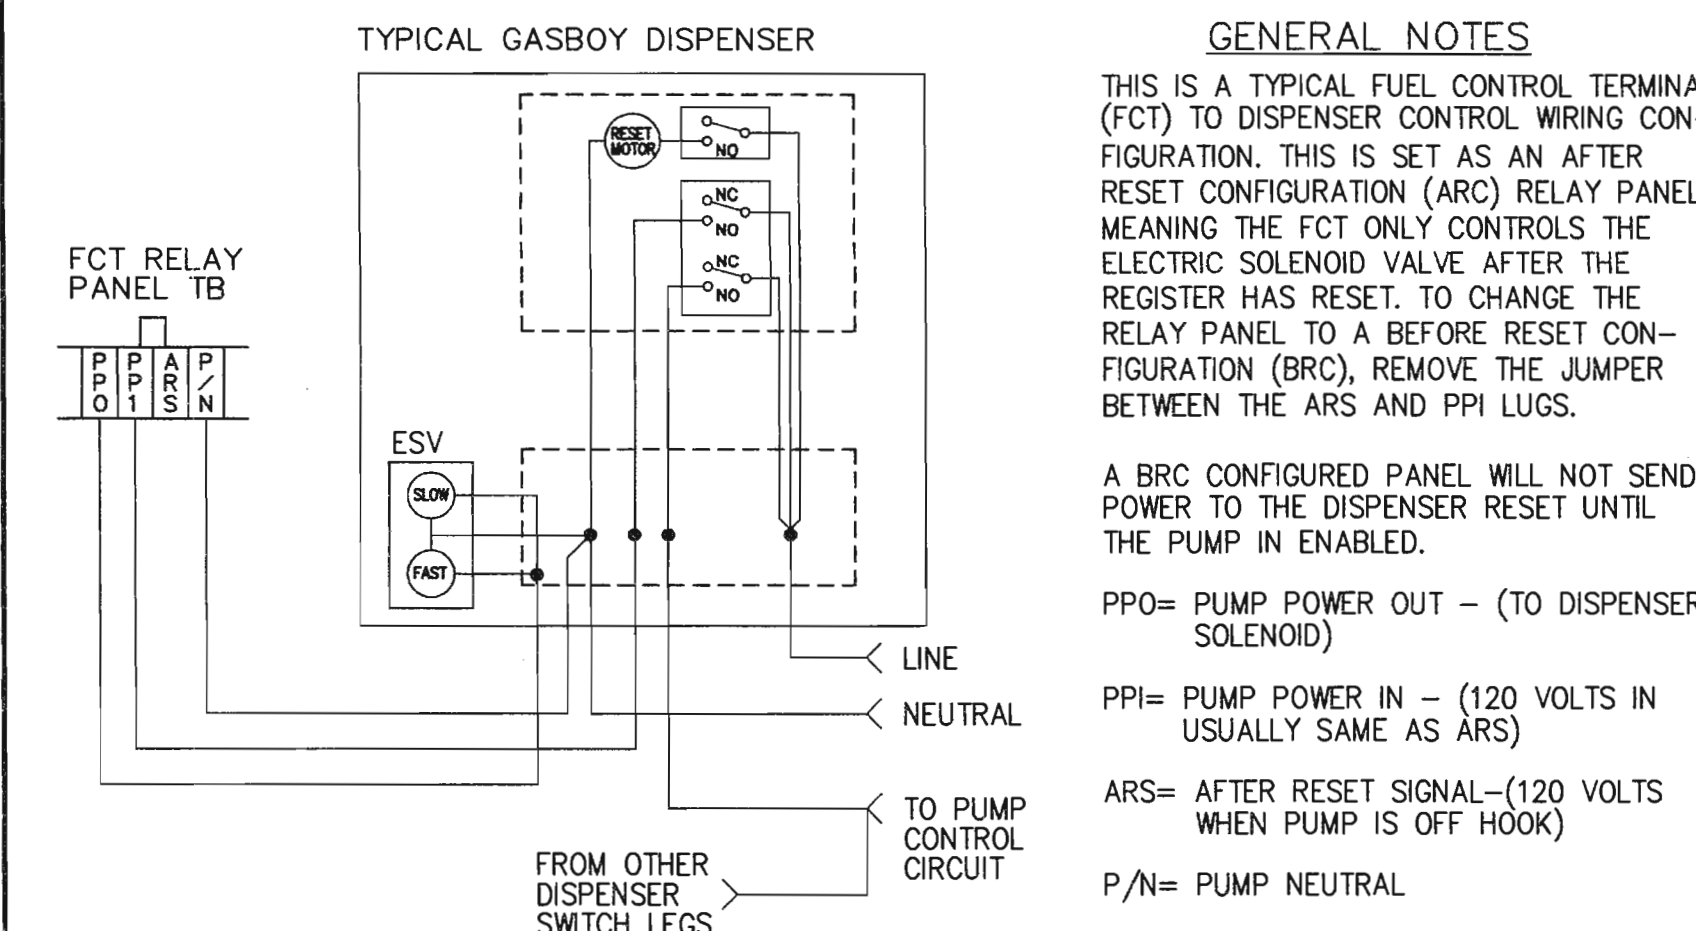 TYPICAL GASBOY DISPENSER
RESET
MOTOR
NO
NC
NO
NC
NO
FCT RELAY
PANEL TB
PPO
PP1
ARS
P/N
ESV
SLOW
FAST
LINE
NEUTRAL
TO PUMP
CONTROL
CIRCUIT
FROM OTHER
DISPENSER
SWITCH LEGS
GENERAL NOTES
THIS IS A TYPICAL FUEL CONTROL TERMINA
(FCT) TO DISPENSER CONTROL WIRING CON-
FIGURATION. THIS IS SET AS AN AFTER
RESET CONFIGURATION (ARC) RELAY PANEL
MEANING THE FCT ONLY CONTROLS THE
ELECTRIC SOLENOID VALVE AFTER THE
REGISTER HAS RESET. TO CHANGE THE
RELAY PANEL TO A BEFORE RESET CON-
FIGURATION (BRC), REMOVE THE JUMPER
BETWEEN THE ARS AND PPI LUGS.
A BRC CONFIGURED PANEL WILL NOT SEND
POWER TO THE DISPENSER RESET UNTIL
THE PUMP IN ENABLED.
PPO= PUMP POWER OUT – (TO DISPENSER
SOLENOID)
PPI= PUMP POWER IN – (120 VOLTS IN
USUALLY SAME AS ARS)
ARS= AFTER RESET SIGNAL–(120 VOLTS
WHEN PUMP IS OFF HOOK)
P/N= PUMP NEUTRAL